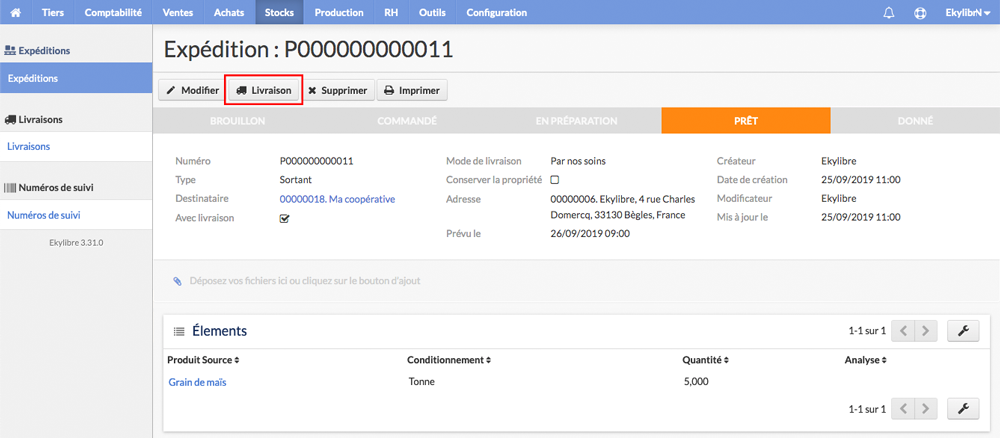 Tiers Comptabilité Ventes Achats Stocks Production RH Outils Configuration EkylibrN
Expéditions
Expéditions
Livraisons
Livraisons
Numéros de suivi
Numéros de suivi
Ekylibre 3.31.0
Expédition : P000000000011
Modifier Livraison Supprimer Imprimer
BROUILLON COMMANDÉ EN PRÉPARATION PRÊT DONNÉ
Numéro P000000000011
Type Sortant
Destinataire 00000018. Ma coopérative
Avec livraison
Mode de livraison Par nos soins
Conserver la propriété
Adresse 00000006. Ekylibre, 4 rue Charles
Domercq, 33130 Bègles, France
Prévu le 26/09/2019 09:00
Créateur Ekylibre
Date de création 25/09/2019 11:00
Modificateur Ekylibre
Mis à jour le 25/09/2019 11:00
Déposez vos fichiers ici ou cliquez sur le bouton d'ajout
Élements 1-1 sur 1
Produit Source Conditionnement Quantité Analyse
Grain de maïs Tonne 5,000
1-1 sur 1